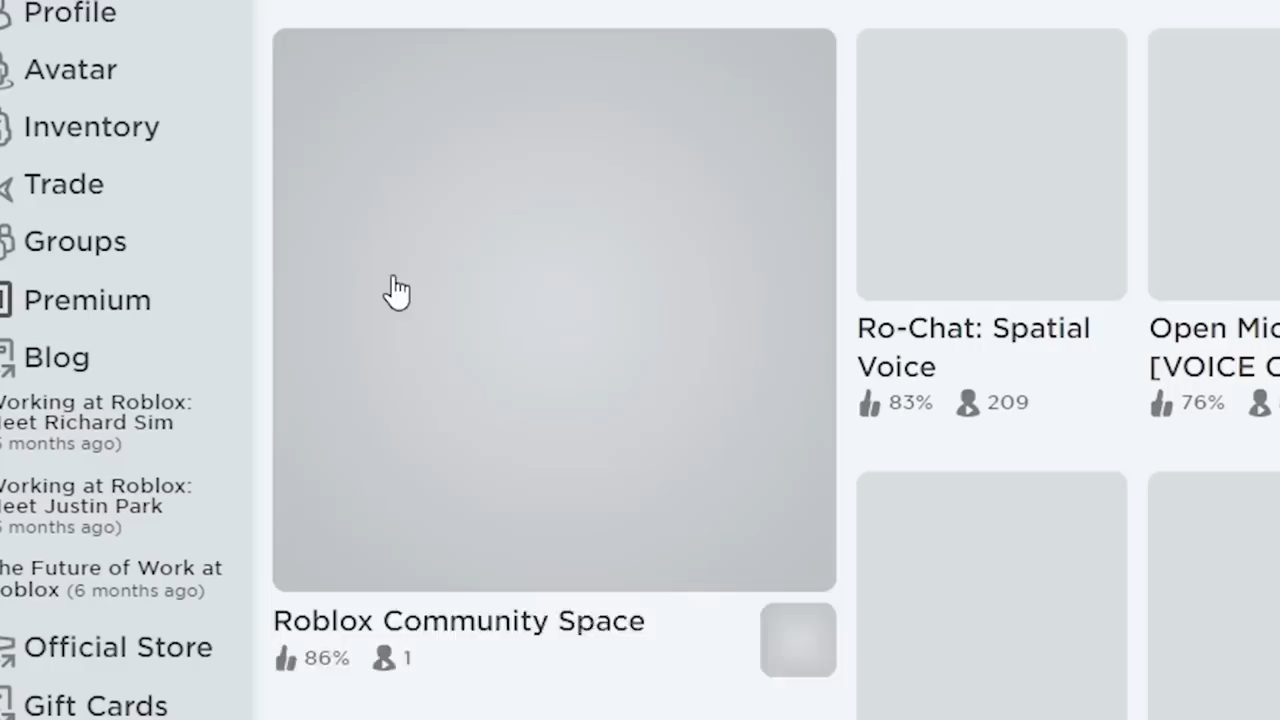 Profile
Avatar
Inventory
Trade
Groups
Premium
Blog
Working at Roblox:
Meet Richard Sim
months ago)
Working at Roblox:
Meet Justin Park
months ago)
The Future of Work at
Roblox (6 months ago)
Official Store
Gift Cards
Roblox Community Space
86% 1
Ro-Chat: Spatial
Voice
83% 209
Open Mic
[VOICE
76%